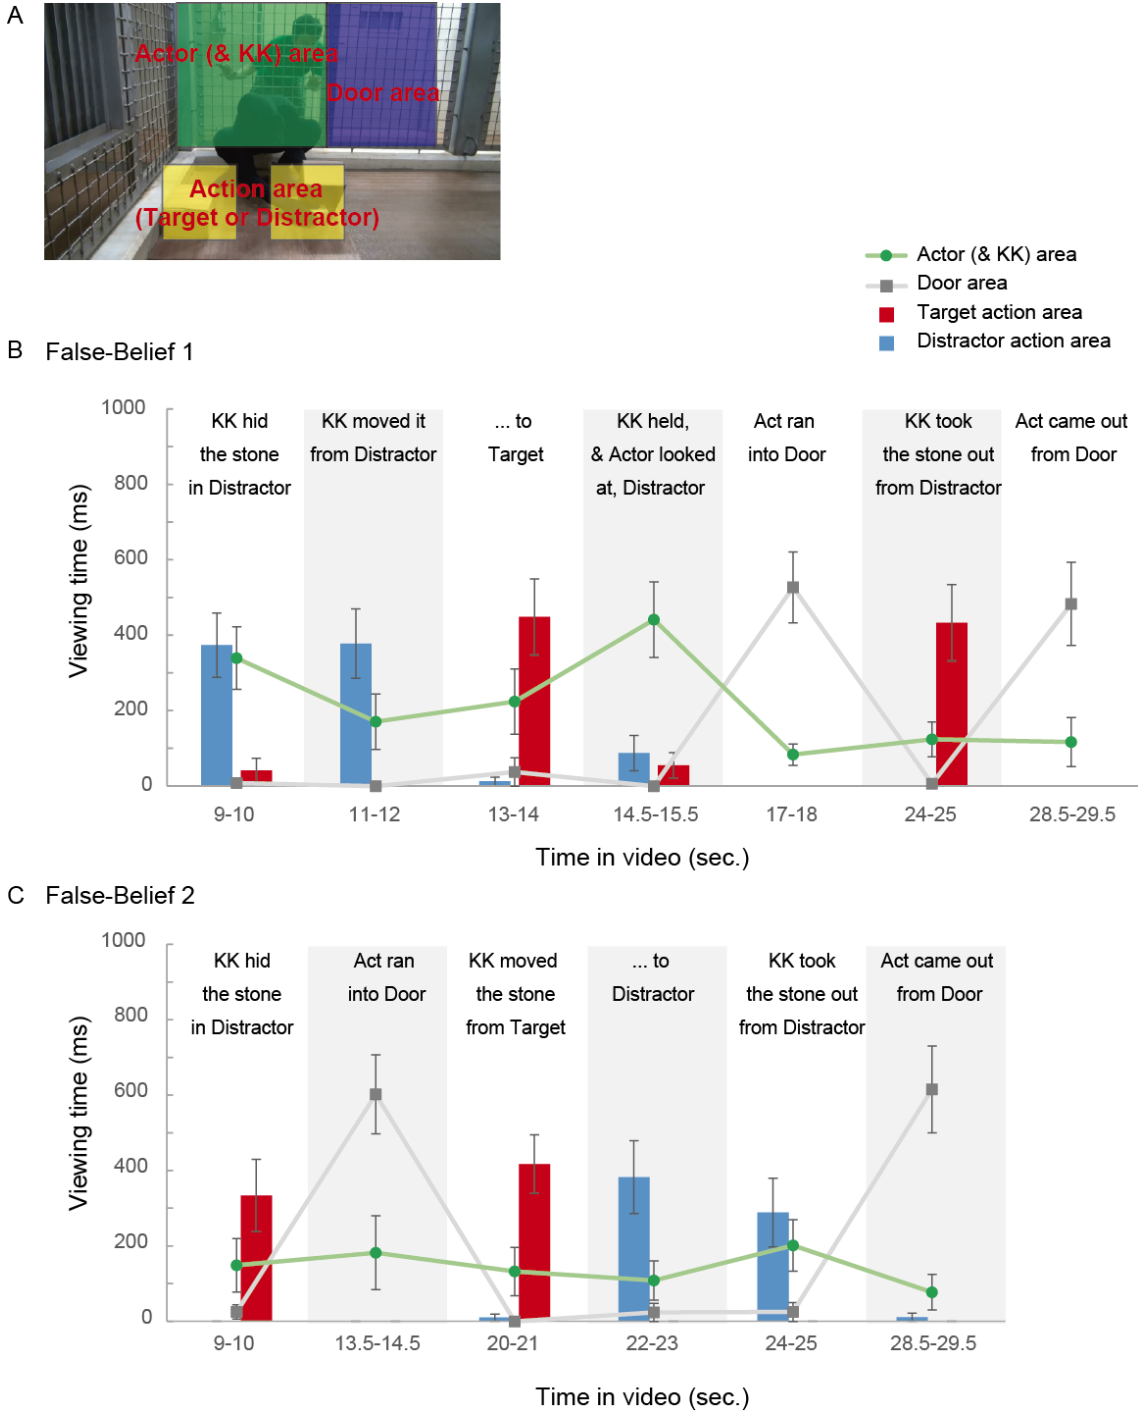 A
Actor (& KK) area
Door area
Action area
(Target or Distractor)
Actor (& KK) area
Door area
Target action area
Distractor action area
B False-Belief 1
1000
800
600
400
200
0
Viewing time (ms)
KK hid
the stone
in Distractor
KK moved it
from Distractor
... to
Target
KK held,
& Actor looked
at, Distractor
Act ran
into Door
KK took
the stone out
from Distractor
Act came out
from Door
9-10
11-12
13-14
14.5-15.5
17-18
24-25
28.5-29.5
Time in video (sec.)
C False-Belief 2
1000
800
600
400
200
0
Viewing time (ms)
KK hid
the stone
in Distractor
Act ran
into Door
KK moved
the stone
from Target
... to
Distractor
KK took
the stone out
from Distractor
Act came out
from Door
9-10
13.5-14.5
20-21
22-23
24-25
28.5-29.5
Time in video (sec.)